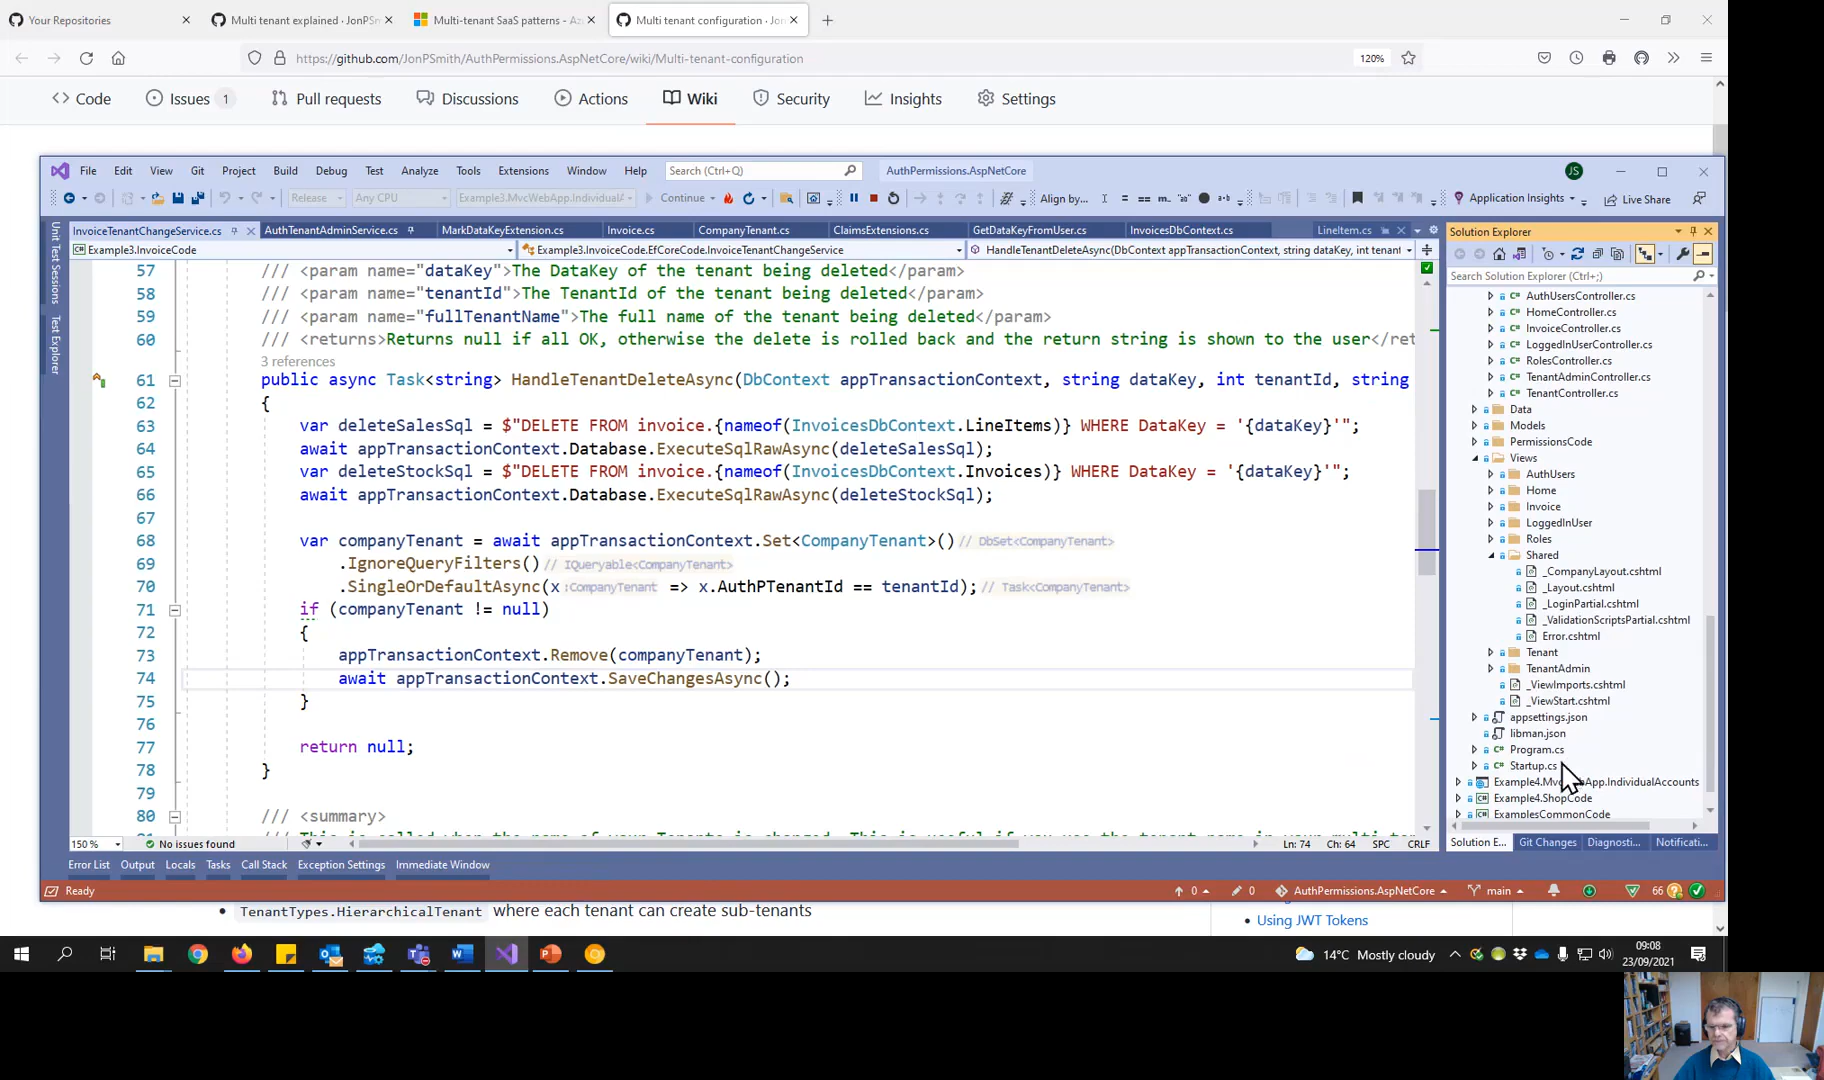 Your Repositories
Multi tenant explained · JonPSm
Multi-tenant SaaS patterns - Az
Multi tenant configuration · Jon
https://github.com/JonPSmith/AuthPermissions.AspNetCore/wiki/Multi-tenant-configuration
120%
Code
Issues 1
Pull requests
Discussions
Actions
Wiki
Security
Insights
Settings
File Edit View Git Project Build Debug Test Analyze Tools Extensions Window Help
Search (Ctrl+Q)
AuthPermissions.AspNetCore
JS
Release
Any CPU
Example3.MvcWebApp.IndividualA
Continue
Align by...
Application Insights
Live Share
Unit Test Sessions
Test Explorer
InvoiceTenantChangeService.cs
AuthTenantAdminService.cs
MarkDataKeyExtension.cs
Invoice.cs
CompanyTenant.cs
ClaimsExtensions.cs
GetDataKeyFromUser.cs
InvoicesDbContext.cs
LineItem.cs
Example3.InvoiceCode
Example3.InvoiceCode.EfCoreCode.InvoiceTenantChangeService
HandleTenantDeleteAsync(DbContext appTransactionContext, string dataKey, int tenant
57 /// <param name="dataKey">The DataKey of the tenant being deleted</param>
58 /// <param name="tenantId">The TenantId of the tenant being deleted</param>
59 /// <param name="fullTenantName">The full name of the tenant being deleted</param>
60 /// <returns>Returns null if all OK, otherwise the delete is rolled back and the return string is shown to the user</ret
3 references
61 public async Task<string> HandleTenantDeleteAsync(DbContext appTransactionContext, string dataKey, int tenantId, string
62 {
63 var deleteSalesSql = $"DELETE FROM invoice.{nameof(InvoicesDbContext.LineItems)} WHERE DataKey = '{dataKey}'";
64 await appTransactionContext.Database.ExecuteSqlRawAsync(deleteSalesSql);
65 var deleteStockSql = $"DELETE FROM invoice.{nameof(InvoicesDbContext.Invoices)} WHERE DataKey = '{dataKey}'";
66 await appTransactionContext.Database.ExecuteSqlRawAsync(deleteStockSql);
67
68 var companyTenant = await appTransactionContext.Set<CompanyTenant>() // DbSet<CompanyTenant>
69 .IgnoreQueryFilters() // IQueryable<CompanyTenant>
70 .SingleOrDefaultAsync(x :CompanyTenant => x.AuthPTenantId == tenantId); // Task<CompanyTenant>
71 if (companyTenant != null)
72 {
73 appTransactionContext.Remove(companyTenant);
74 await appTransactionContext.SaveChangesAsync();
75 }
76
77 return null;
78 }
79
80 /// <summary>
150 %
No issues found
Ln: 74
Ch: 64
SPC
CRLF
Solution Explorer
Search Solution Explorer (Ctrl+;)
AuthUsersController.cs
HomeController.cs
InvoiceController.cs
LoggedInUserController.cs
RolesController.cs
TenantAdminController.cs
TenantController.cs
Data
Models
PermissionsCode
Views
AuthUsers
Home
Invoice
LoggedInUser
Roles
Shared
_CompanyLayout.cshtml
_Layout.cshtml
_LoginPartial.cshtml
_ValidationScriptsPartial.cshtml
Error.cshtml
Tenant
TenantAdmin
_ViewImports.cshtml
_ViewStart.cshtml
appsettings.json
libman.json
Program.cs
Startup.cs
Example4.ShopCode
ExamplesCommonCode
Solution E...
Git Changes
Diagnosti...
Notificati...
Error List
Output
Locals
Tasks
Call Stack
Exception Settings
Immediate Window
Ready
0
0
AuthPermissions.AspNetCore
main
66
TenantTypes.HierarchicalTenant where each tenant can create sub-tenants
Using JWT Tokens
14°C Mostly cloudy
09:08
23/09/2021